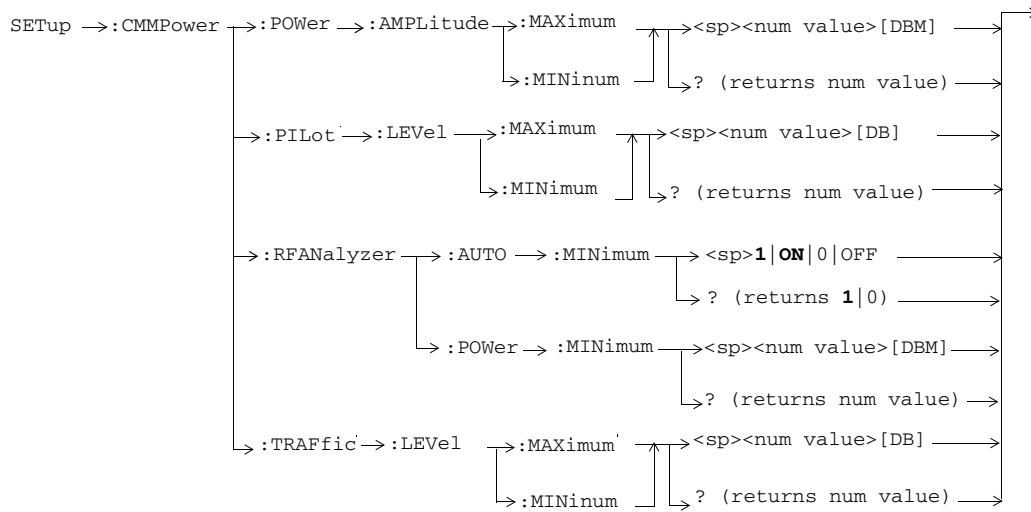 SETup :CMMPower :POWer :AMPLitude :MAXimum <sp><num value>[DBM]
:MINinum ? (returns num value)
:PILot :LEVel :MAXimum <sp><num value>[DB]
:MINimum ? (returns num value)
:RFANalyzer :AUTO :MINimum <sp>1|ON|0|OFF
? (returns 1|0)
:POWer :MINimum <sp><num value>[DBM]
? (returns num value)
:TRAFfic :LEVel :MAXimum <sp><num value>[DB]
:MINinum ? (returns num value)